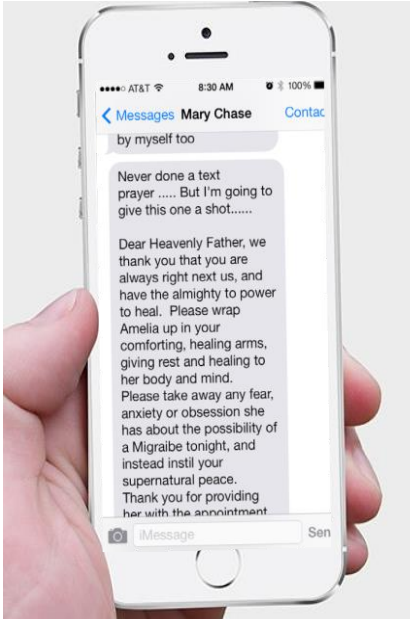 AT&T 8:30 AM 100%
Messages Mary Chase Contac
by myself too
Never done a text
prayer ..... But I'm going to
give this one a shot......
Dear Heavenly Father, we
thank you that you are
always right next us, and
have the almighty to power
to heal.  Please wrap
Amelia up in your
comforting, healing arms,
giving rest and healing to
her body and mind.
Please take away any fear,
anxiety or obsession she
has about the possibility of
a Migraibe tonight, and
instead instil your
supernatural peace.
Thank you for providing
her with the appointment
iMessage Sen